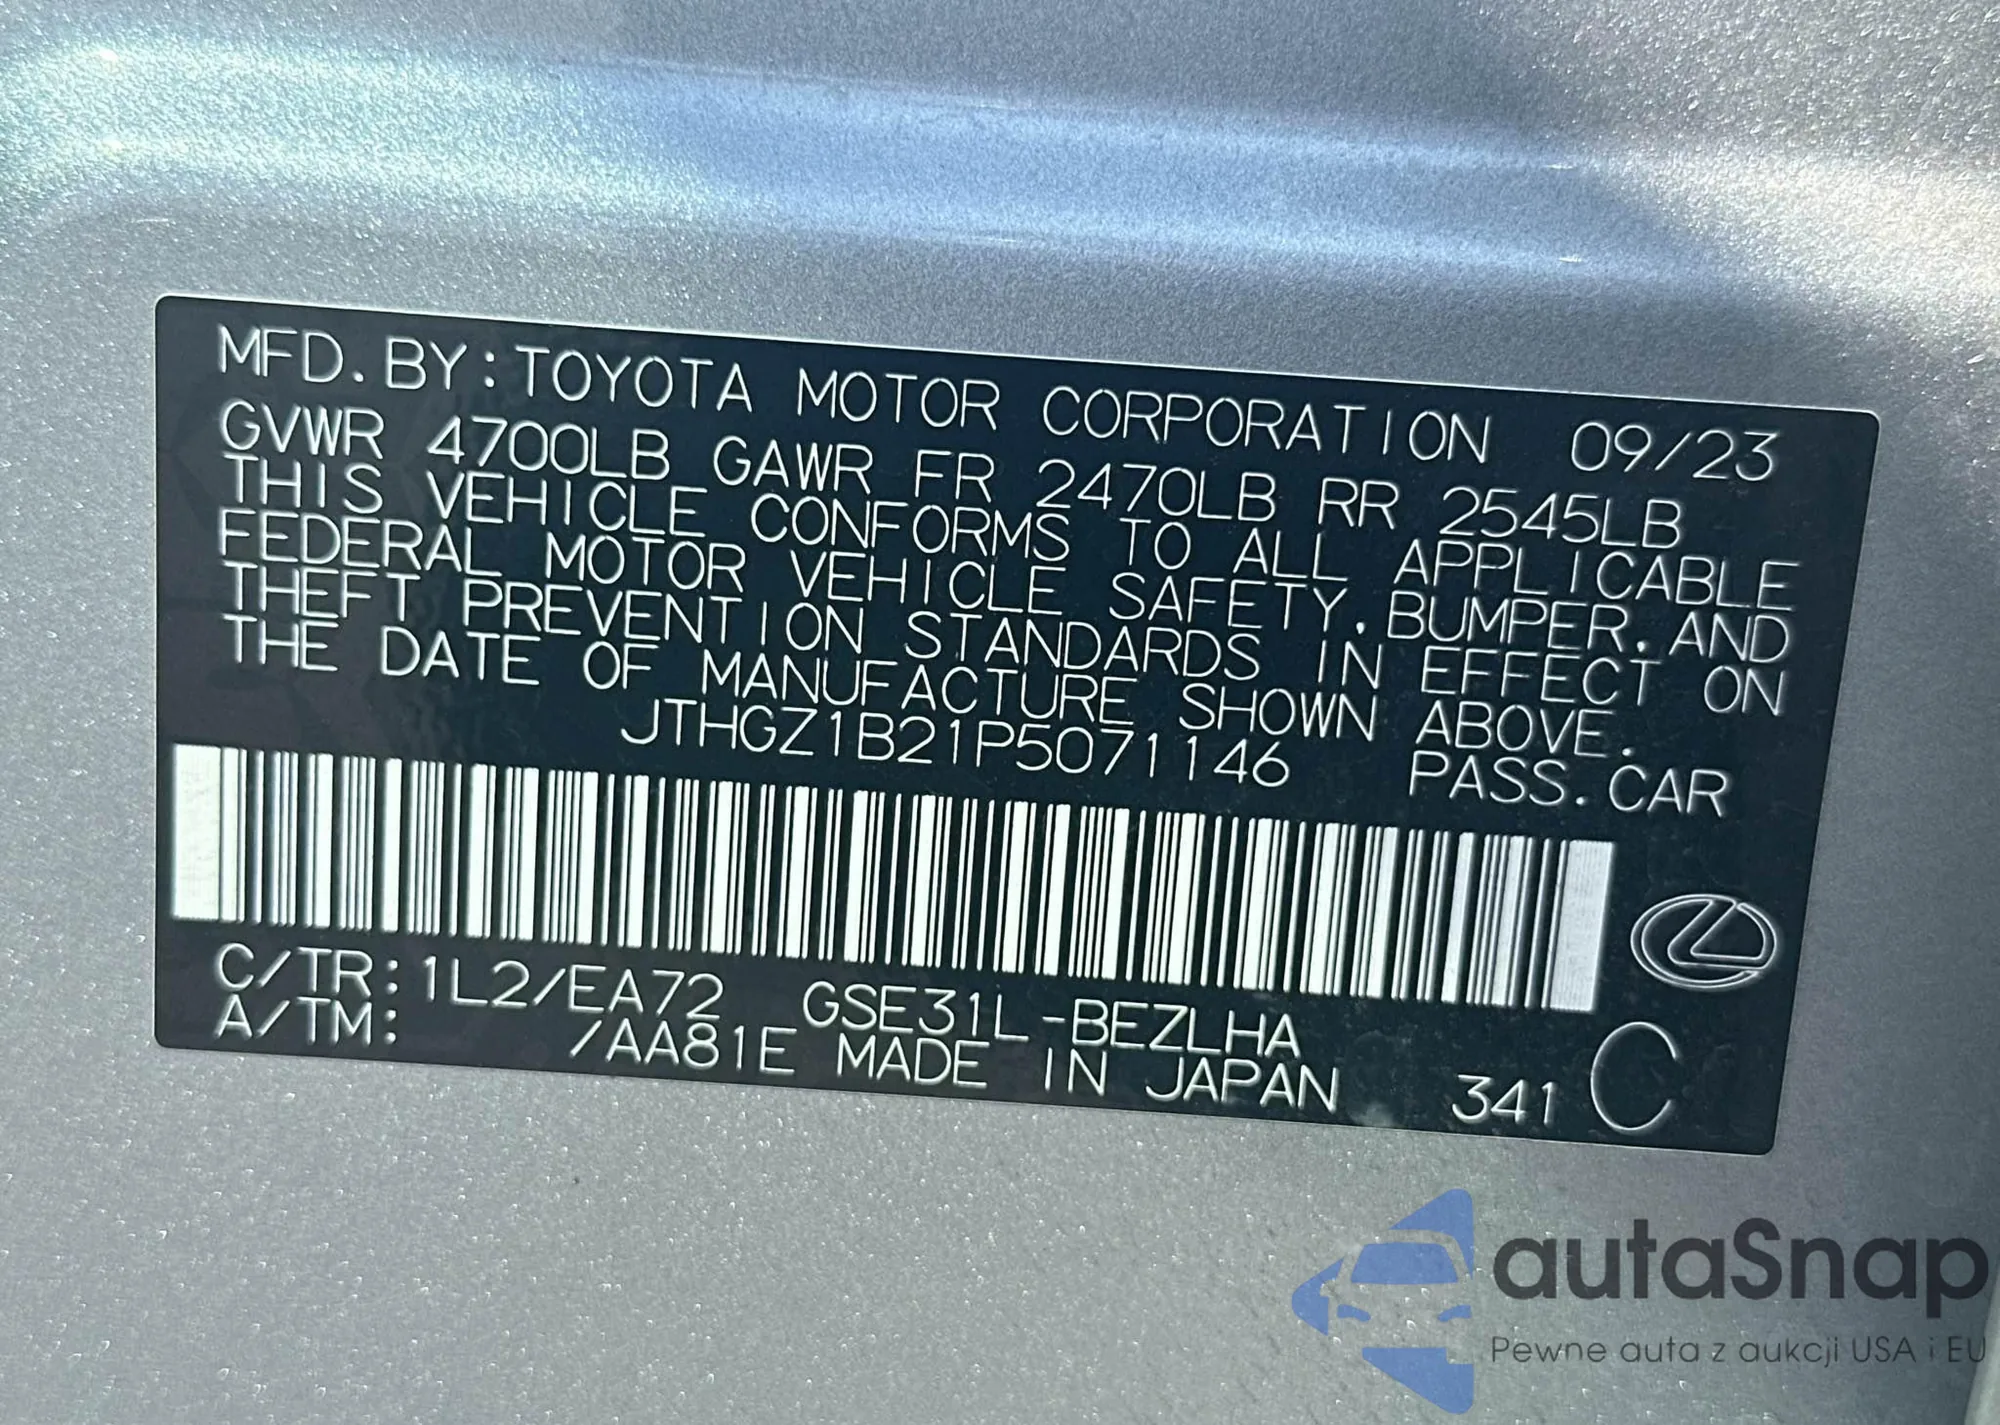 MFD. BY: TOYOTA MOTOR CORPORATION 09/23
GVWR 4700LB GAWR FR 2470LB RR 2545LB
THIS VEHICLE CONFORMS TO ALL APPLICABLE
FEDERAL MOTOR VEHICLE SAFETY, BUMPER, AND
THEFT PREVENTION STANDARDS IN EFFECT ON
THE DATE OF MANUFACTURE SHOWN ABOVE.
JTHGZ1B21P5071146 PASS. CAR
C/TR: 1L2/EA72 GSE31L-BEZLHA
A/TM: /AA81E MADE IN JAPAN 341 C
autaSnap
Pewne auta z aukcji USA i EU